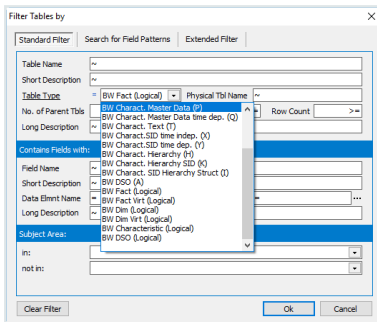 Filter Tables by
Standard Filter Search for Field Patterns Extended Filter
Table Name ~
Short Description ~
Table Type = BW Fact (Logical) Physical Tbl Name ~
No. of Parent Tbls Row Count >=
Long Description ~
BW Charact. Master Data (P)
BW Charact. Master Data time dep. (Q)
BW Charact. Text (T)
BW Charact.SID time indep. (X)
BW Charact.SID time dep. (Y)
BW Charact. Hierarchy (H)
BW Charact. Hierarchy SID (K)
BW Charact. SID Hierarchy Struct (I)
BW DSO (A)
BW Fact (Logical)
BW Fact Virt (Logical)
BW Dim (Logical)
BW Dim Virt (Logical)
BW Characteristic (Logical)
BW DSO (Logical)
Contains Fields with:
Field Name ~
Short Description ~
Data Elmnt Name = = ...
Long Description ~
Subject Area:
in:
not in:
Clear Filter Ok Cancel